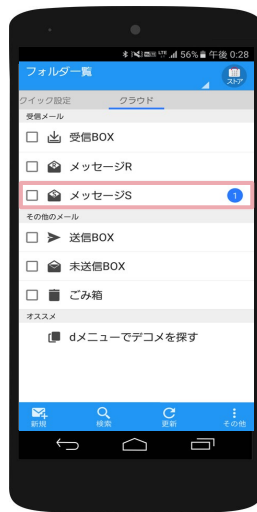 56% 午後 0:28
フォルダ一覧
ストア
クイック設定 クラウド
受信メール
受信BOX
メッセージR
メッセージS
1
その他のメール
送信BOX
未送信BOX
ごみ箱
オススメ
dメニューでデコメを探す
新規 検索 更新 その他